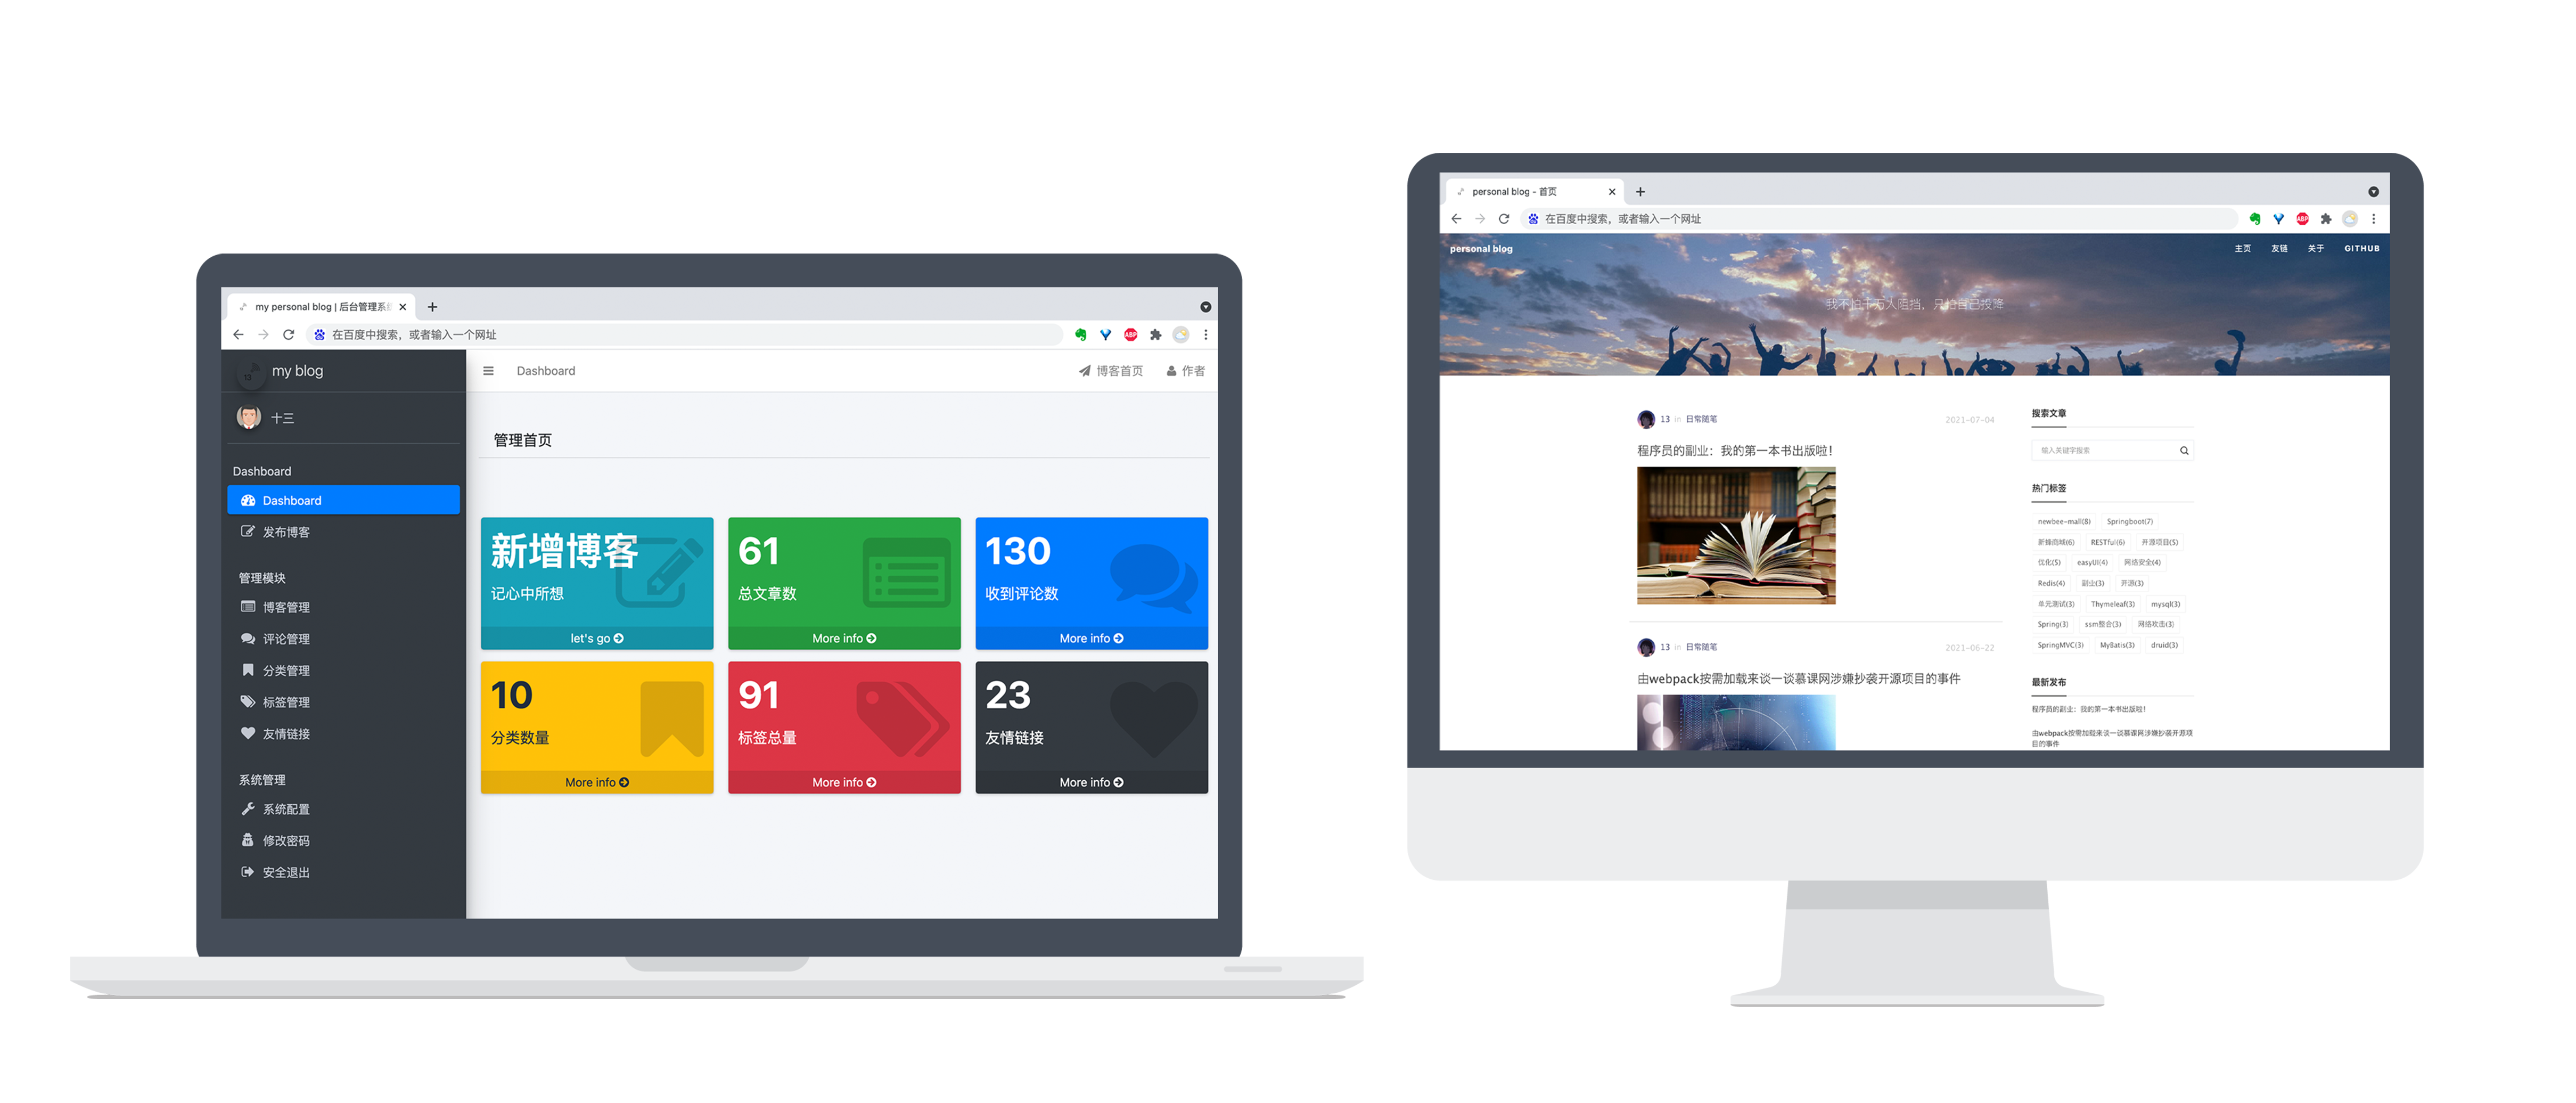 my personal blog | 后台管理系
在百度中搜索，或者输入一个网址
my blog
十三
Dashboard
Dashboard
发布博客
管理模块
博客管理
评论管理
分类管理
标签管理
友情链接
系统管理
系统配置
修改密码
安全退出
Dashboard
博客首页
作者
管理首页
新增博客
记心中所想
let's go
61
总文章数
More info
130
收到评论数
More info
10
分类数量
More info
91
标签总量
More info
23
友情链接
More info
personal blog - 首页
在百度中搜索，或者输入一个网址
ABP
personal blog
主页 友链 关于 GITHUB
我不怕千万人阻挡，只怕自己投降
13 in 日常随笔
2021-07-04
程序员的副业：我的第一本书出版啦！
13 in 日常随笔
2021-06-22
由webpack按需加载来谈一谈慕课网涉嫌抄袭开源项目的事件
搜索文章
输入关键字搜索
热门标签
newbee-mall(8) Springboot(7)
新蜂商城(6) RESTful(6) 开源项目(5)
优化(5) easyUI(4) 网络安全(4)
Redis(4) 副业(3) 开源(3)
单元测试(3) Thymeleaf(3) mysql(3)
Spring(3) ssm整合(3) 网络攻击(3)
SpringMVC(3) MyBatis(3) druid(3)
最新发布
程序员的副业：我的第一本书出版啦！
由webpack按需加载来谈一谈慕课网涉嫌抄袭开源项
目的事件